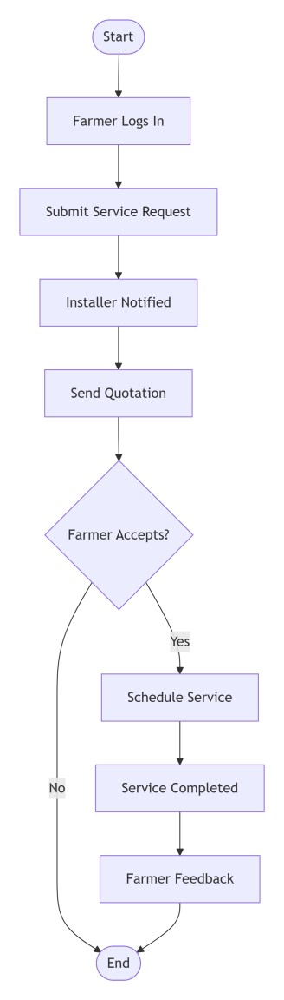 Start
Farmer Logs In
Submit Service Request
Installer Notified
Send Quotation
Farmer Accepts?
Yes
Schedule Service
No
Service Completed
Farmer Feedback
End